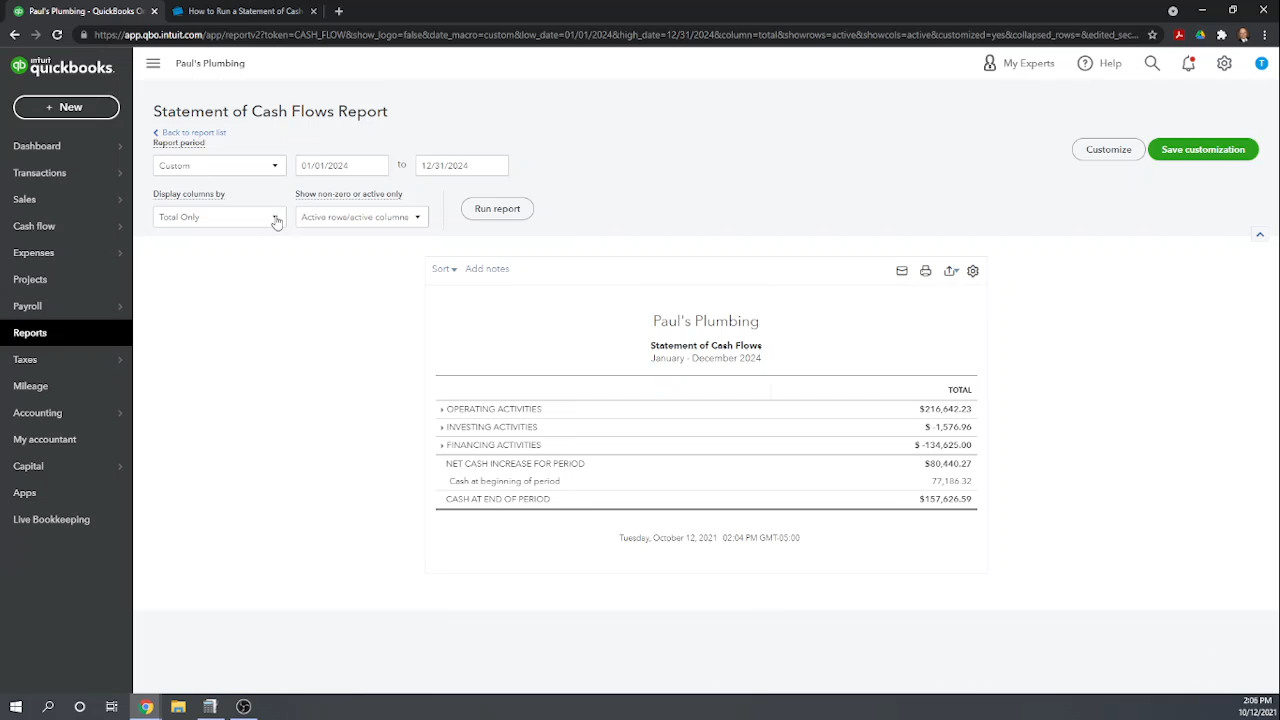 Paul's Plumbing - QuickBooks O
How to Run a Statement of Cash
https://app.qbo.intuit.com/app/reportv2?token=CASH_FLOW&show_logo=false&date_macro=custom&low_date=01/01/2024&high_date=12/31/2024&column=total&showrows=active&showcols=active&customized=yes&collapsed_rows=&edited_sec...
intuit
quickbooks.
Paul's Plumbing
My Experts
Help
T
+ New
Dashboard
Transactions
Sales
Cash flow
Expenses
Projects
Payroll
Reports
Taxes
Mileage
Accounting
My accountant
Capital
Apps
Live Bookkeeping
Statement of Cash Flows Report
Back to report list
Report period
Custom
01/01/2024
to
12/31/2024
Customize
Save customization
Display columns by
Show non-zero or active only
Total Only
Active rows/active columns
Run report
Sort
Add notes
Paul's Plumbing
Statement of Cash Flows
January - December 2024
TOTAL
OPERATING ACTIVITIES $216,642.23
INVESTING ACTIVITIES $ -1,576.96
FINANCING ACTIVITIES $ -134,625.00
NET CASH INCREASE FOR PERIOD $80,440.27
Cash at beginning of period 77,186.32
CASH AT END OF PERIOD $157,626.59
Tuesday, October 12, 2021 02:04 PM GMT-05:00
2:06 PM
10/12/2021